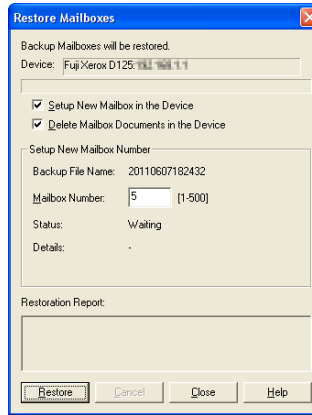 Restore Mailboxes
Backup Mailboxes will be restored.
Device: Fuji Xerox D125:
Setup New Mailbox in the Device
Delete Mailbox Documents in the Device
Setup New Mailbox Number
Backup File Name: 20110607182432
Mailbox Number: 5 [1-500]
Status: Waiting
Details: -
Restoration Report:
Restore Cancel Close Help